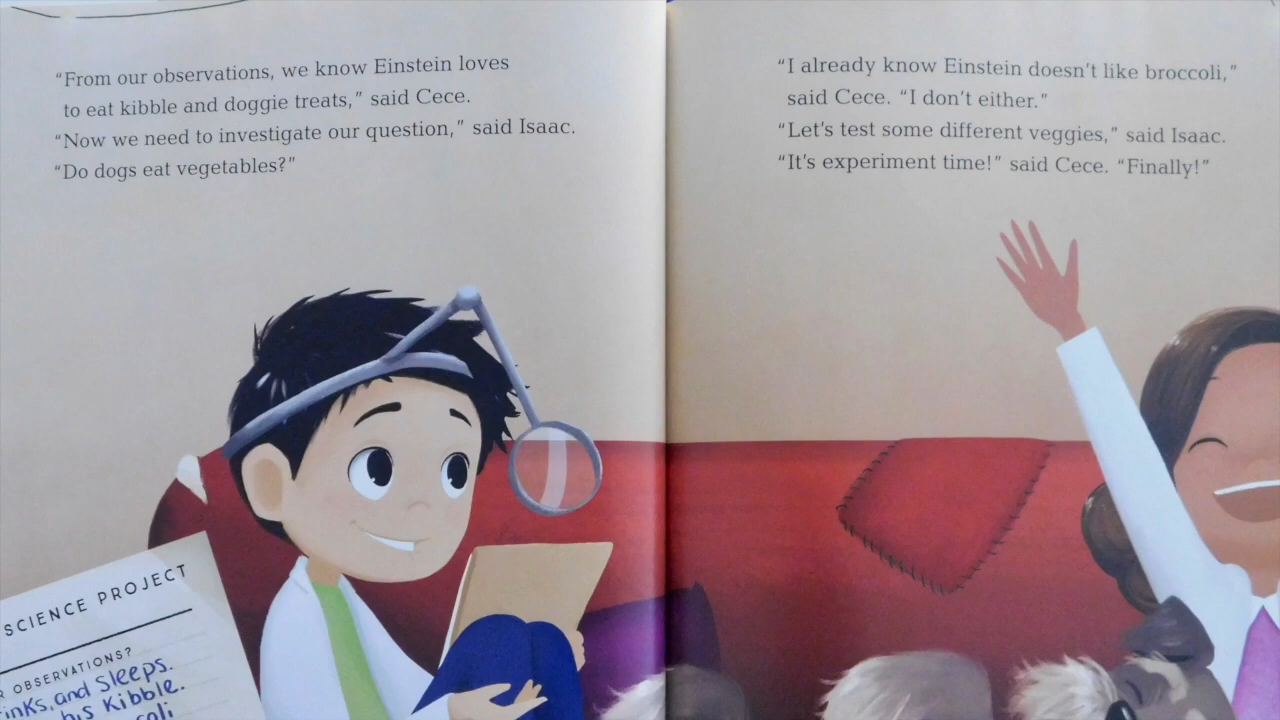 “From our observations, we know Einstein loves
to eat kibble and doggie treats,” said Cece.
“Now we need to investigate our question,” said Isaac.
“Do dogs eat vegetables?”
“I already know Einstein doesn’t like broccoli,”
said Cece. “I don’t either.”
“Let’s test some different veggies,” said Isaac.
“It’s experiment time!” said Cece. “Finally!”
SCIENCE PROJECT
OBSERVATIONS?
and sleeps.
his kibble.